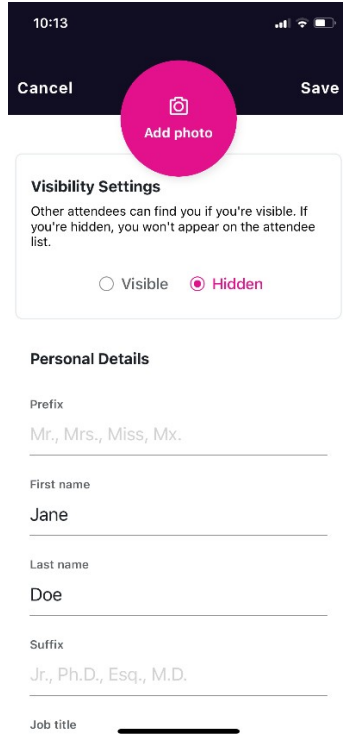 10:13
Cancel
Save
Add photo
Visibility Settings
Other attendees can find you if you're visible. If
you're hidden, you won't appear on the attendee
list.
Visible
Hidden
Personal Details
Prefix
Mr., Mrs., Miss, Mx.
First name
Jane
Last name
Doe
Suffix
Jr., Ph.D., Esq., M.D.
Job title